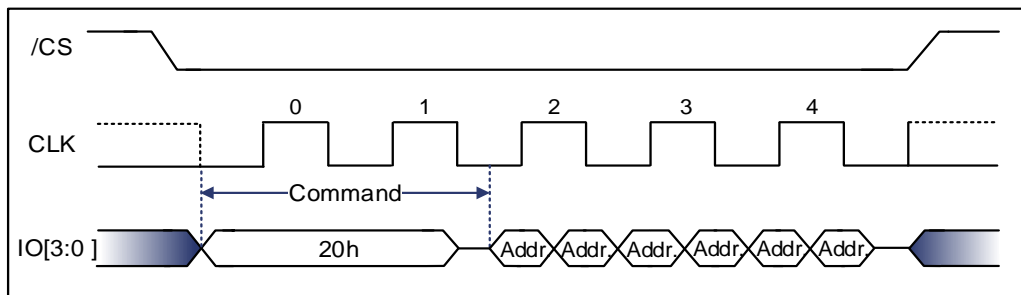 /CS
0 1 2 3 4
CLK
Command
IO[3:0 ] 20h Addr. Addr. Addr. Addr. Addr. Addr.